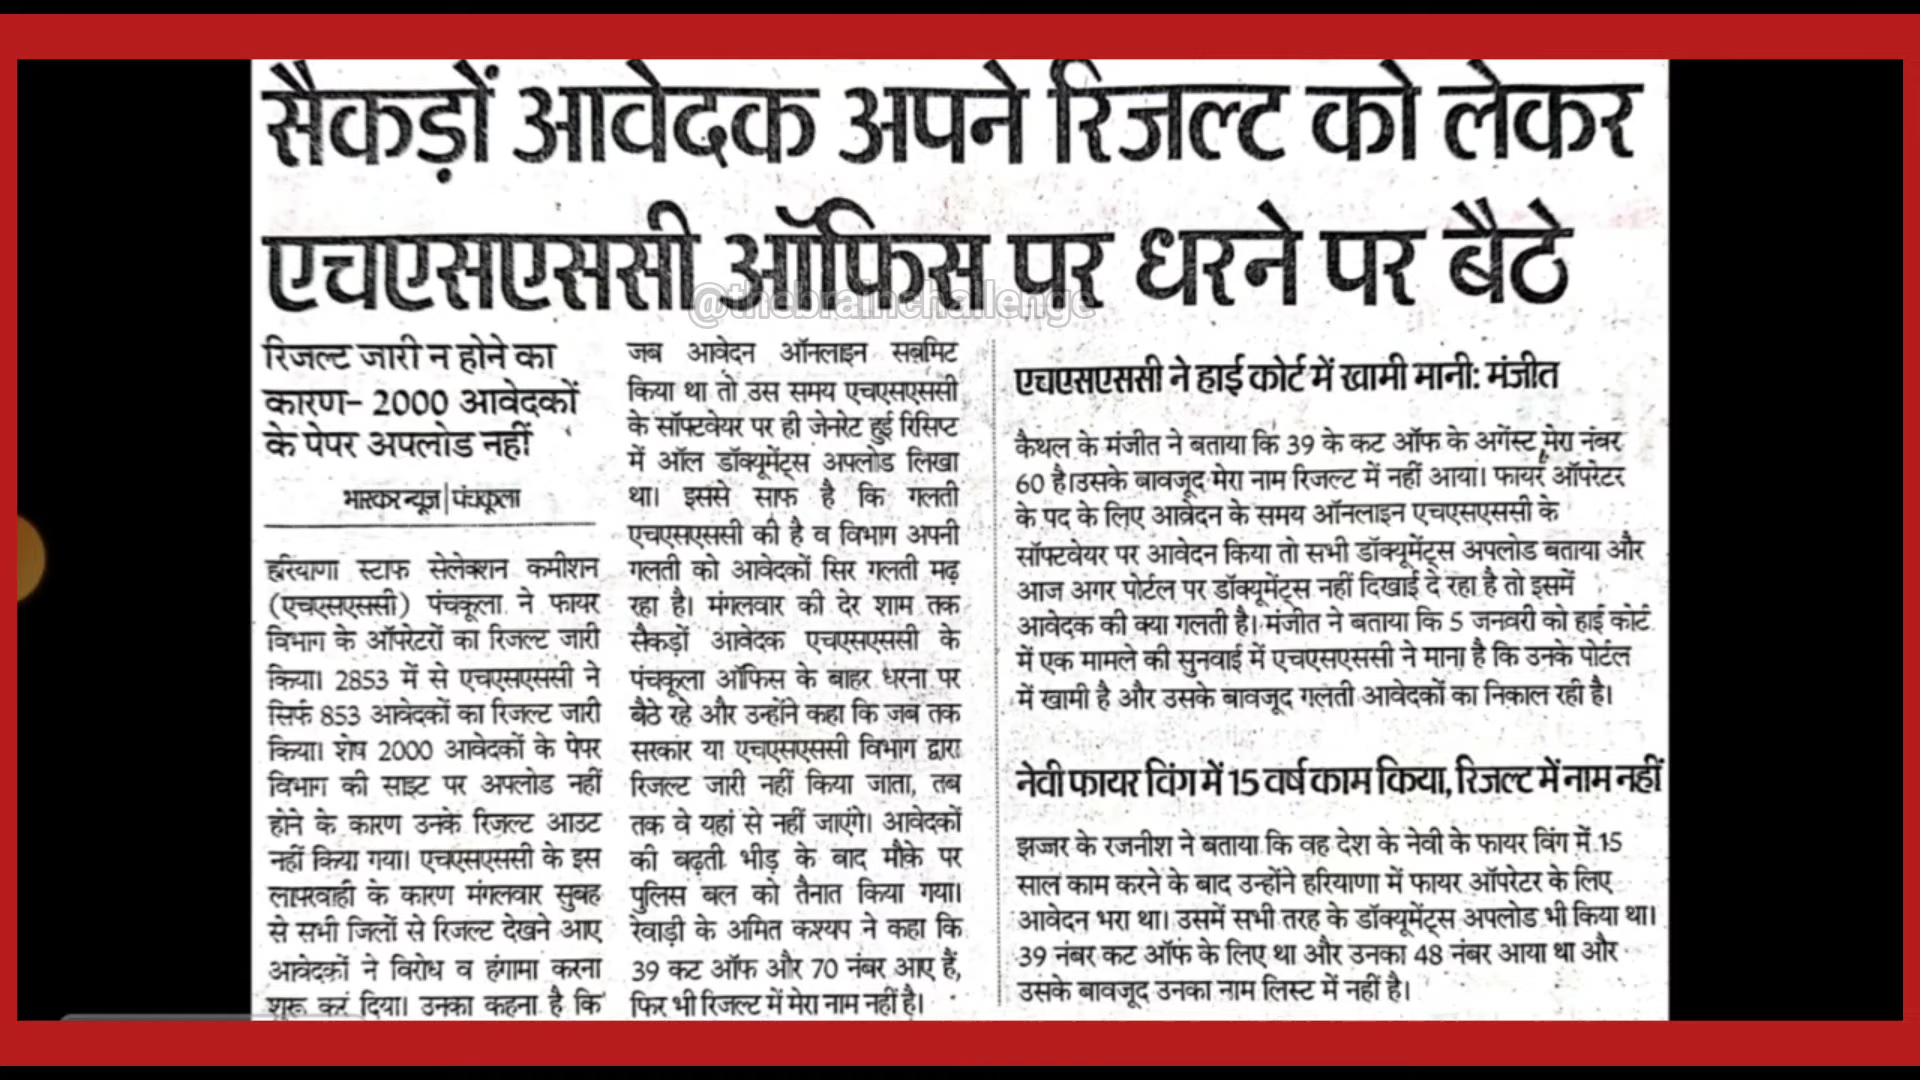 सैकड़ों आवेदक अपने रिजल्ट को लेकर
एचएसएससी ऑफिस पर धरने पर बैठे
@thebrainchallenge
रिजल्ट जारी न होने का
कारण- 2000 आवेदकों
के पेपर अपलोड नहीं
भास्कर न्यूज | पंचकूला
हरियाणा स्टाफ सेलेक्शन कमीशन
(एचएसएससी) पंचकूला ने फायर
विभाग के ऑपरेटरों का रिजल्ट जारी
किया। 2853 में से एचएसएससी ने
सिर्फ 853 आवेदकों का रिजल्ट जारी
किया। शेष 2000 आवेदकों के पेपर
विभाग की साइट पर अपलोड नहीं
होने के कारण उनके रिजल्ट आउट
नहीं किया गया। एचएसएससी के इस
लापरवाही के कारण मंगलवार सुबह
से सभी जिलों से रिजल्ट देखने आए
आवेदकों ने विरोध व हंगामा करना
शुरू कर दिया। उनका कहना है कि
जब आवेदन ऑनलाइन सबमिट
किया था तो उस समय एचएसएससी
के सॉफ्टवेयर पर ही जेनरेट हुई रिसिप्ट
में ऑल डॉक्यूमेंट्स अपलोड लिखा
था। इससे साफ है कि गलती
एचएसएससी की है व विभाग अपनी
गलती को आवेदकों सिर गलती मढ़
रहा है। मंगलवार की देर शाम तक
सैकड़ों आवेदक एचएसएससी के
पंचकूला ऑफिस के बाहर धरना पर
बैठे रहे और उन्होंने कहा कि जब तक
सरकार या एचएसएससी विभाग द्वारा
रिजल्ट जारी नहीं किया जाता, तब
तक वे यहां से नहीं जाएंगे। आवेदकों
की बढ़ती भीड़ के बाद मौके पर
पुलिस बल को तैनात किया गया।
रेवाड़ी के अमित कश्यप ने कहा कि
39 कट ऑफ और 70 नंबर आए हैं,
फिर भी रिजल्ट में मेरा नाम नहीं है।
एचएसएससी ने हाई कोर्ट में खामी मानी: मंजीत
कैथल के मंजीत ने बताया कि 39 के कट ऑफ के अगेंस्ट मेरा नंबर
60 है। उसके बावजूद मेरा नाम रिजल्ट में नहीं आया। फायर ऑपरेटर
के पद के लिए आवेदन के समय ऑनलाइन एचएसएससी के
सॉफ्टवेयर पर आवेदन किया तो सभी डॉक्यूमेंट्स अपलोड बताया और
आज अगर पोर्टल पर डॉक्यूमेंट्स नहीं दिखाई दे रहा है तो इसमें
आवेदक की क्या गलती है। मंजीत ने बताया कि 5 जनवरी को हाई कोर्ट
में एक मामले की सुनवाई में एचएसएससी ने माना है कि उनके पोर्टल
में खामी है और उसके बावजूद गलती आवेदकों का निकाल रही है।
नेवी फायर विंग में 15 वर्ष काम किया, रिजल्ट में नाम नहीं
झज्जर के रजनीश ने बताया कि वह देश के नेवी के फायर विंग में 15
साल काम करने के बाद उन्होंने हरियाणा में फायर ऑपरेटर के लिए
आवेदन भरा था। उसमें सभी तरह के डॉक्यूमेंट्स अपलोड भी किया था।
39 नंबर कट ऑफ के लिए था और उनका 48 नंबर आया था और
उसके बावजूद उनका नाम लिस्ट में नहीं है।